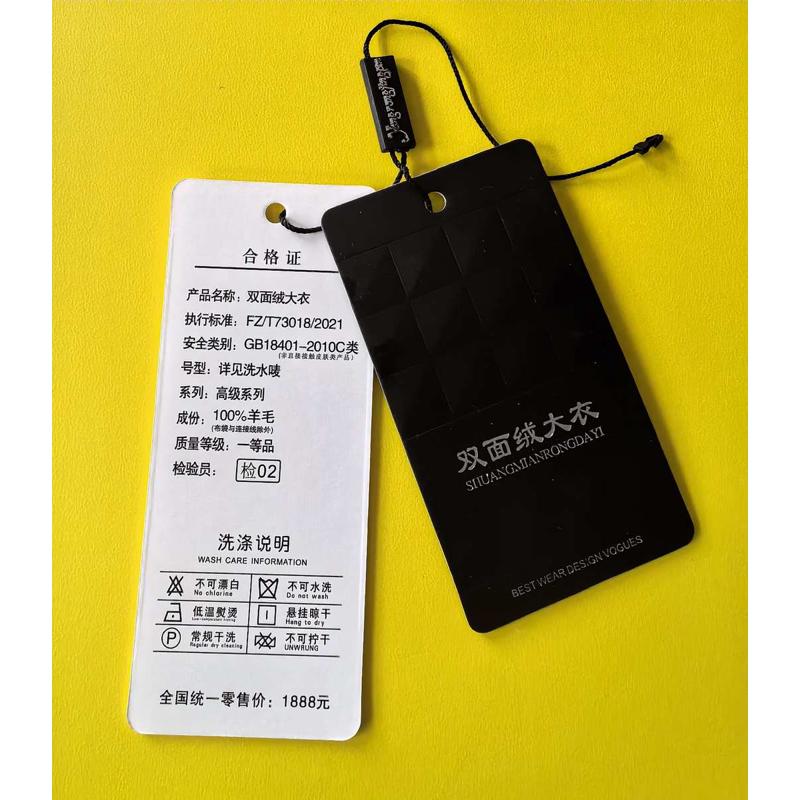 合格证
产品名称：双面绒大衣
执行标准：FZ/T73018/2021
安全类别：GB18401-2010C类
(非直接接触皮肤类产品)
号型：详见洗水唛
系列：高级系列
成份：100%羊毛
(布袋与连接线除外)
质量等级：一等品
检验员：检02
洗涤说明
WASH CARE INFORMATION
不可漂白
No chlorine
不可水洗
Do not wash
低温熨烫
Low-temperature ironing
悬挂晾干
Hang to dry
P
常规干洗
Regular dry cleaning
不可拧干
UNWRUNG
全国统一零售价：1888元
双面绒大衣
SHUANGMIANRONGDAYI
BEST WEAR DESIGN VOGUES